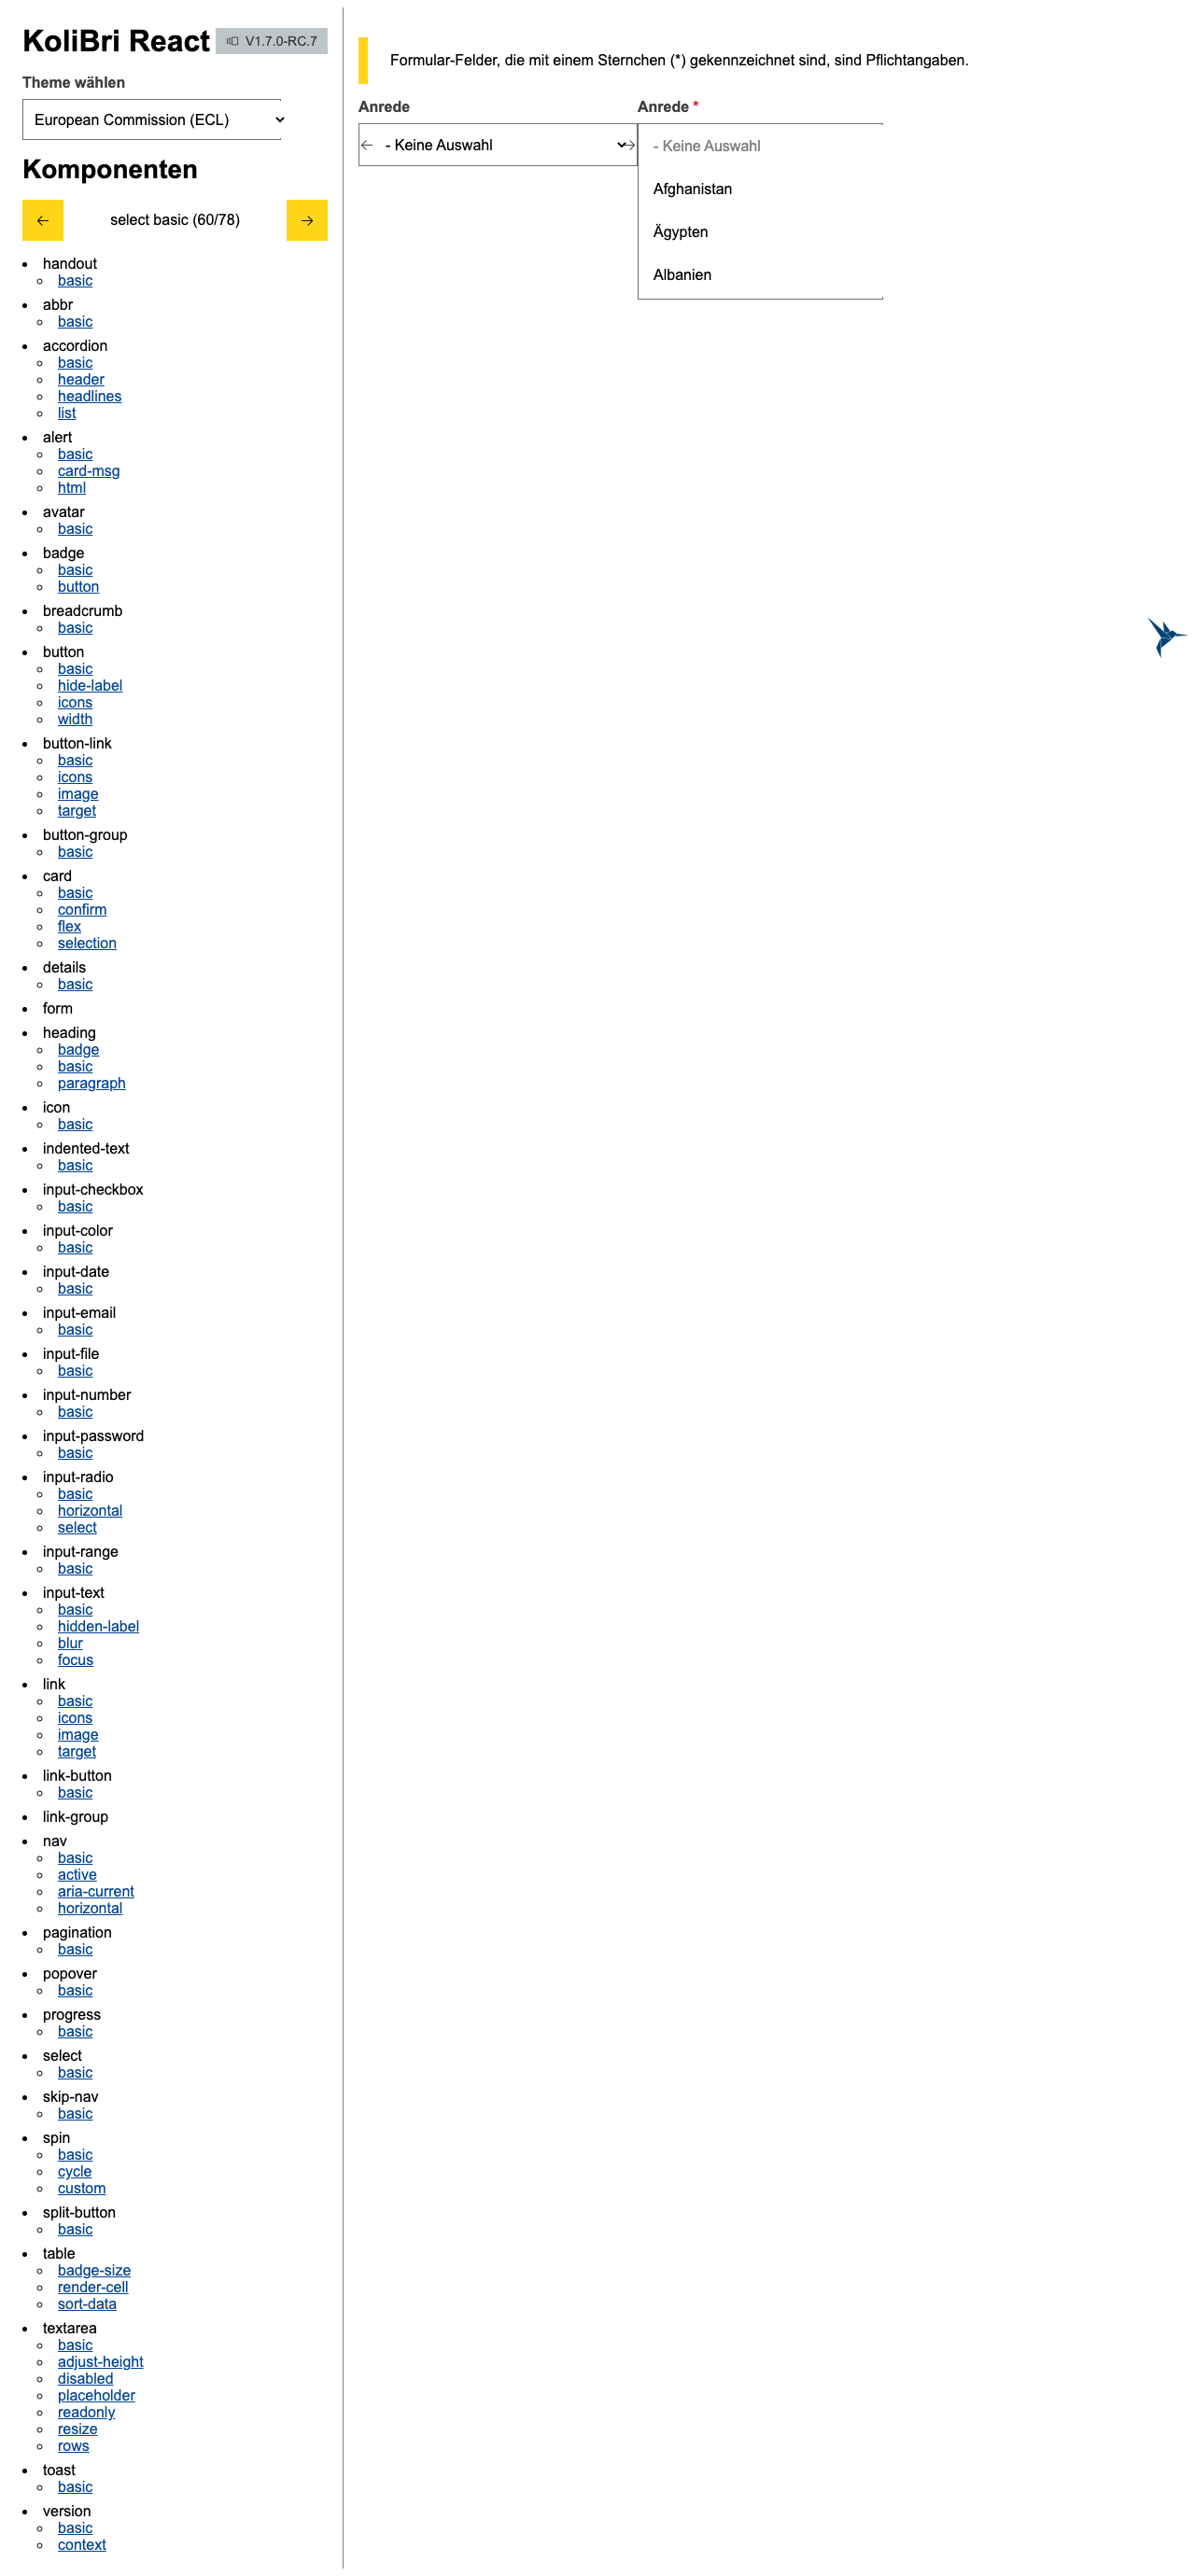 KoliBri React V1.7.0-RC.7
Theme wählen
European Commission (ECL)
Komponenten
select basic (60/78)
handout
basic
abbr
basic
accordion
basic
header
headlines
list
alert
basic
card-msg
html
avatar
basic
badge
basic
button
breadcrumb
basic
button
basic
hide-label
icons
width
button-link
basic
icons
image
target
button-group
basic
card
basic
confirm
flex
selection
details
basic
form
heading
badge
basic
paragraph
icon
basic
indented-text
basic
input-checkbox
basic
input-color
basic
input-date
basic
input-email
basic
input-file
basic
input-number
basic
input-password
basic
input-radio
basic
horizontal
select
input-range
basic
input-text
basic
hidden-label
blur
focus
link
basic
icons
image
target
link-button
basic
link-group
nav
basic
active
aria-current
horizontal
pagination
basic
popover
basic
progress
basic
select
basic
skip-nav
basic
spin
basic
cycle
custom
split-button
basic
table
badge-size
render-cell
sort-data
textarea
basic
adjust-height
disabled
placeholder
readonly
resize
rows
toast
basic
version
basic
context
Formular-Felder, die mit einem Sternchen (*) gekennzeichnet sind, sind Pflichtangaben.
Anrede
- Keine Auswahl
Anrede *
- Keine Auswahl
Afghanistan
Ägypten
Albanien